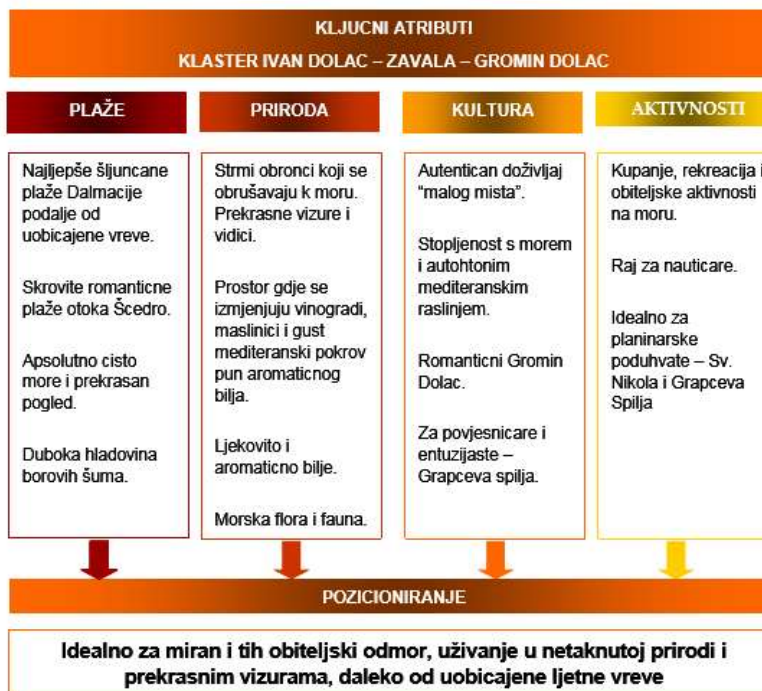 KLJUCNI ATRIBUTI
KLASTER IVAN DOLAC – ZAVALA – GROMIN DOLAC
PLAŽE
Najljepše šljuncane
plaže Dalmacije
podalje od
uobicajene vreve.
Skrovite romanticne
plaže otoka Šcedro.
Apsolutno cisto
more i prekrasan
pogled.
Duboka hladovina
borovih šuma.
PRIRODA
Strmi obronci koji se
obrušavaju k moru.
Prekrasne vizure i
vidici.
Prostor gdje se
izmjenjuju vinogradi,
maslinici i gust
mediteranski pokrov
pun aromaticnog
bilja.
Ljekovito i
aromaticno bilje.
Morska flora i fauna.
KULTURA
Autentican doživljaj
"malog mista".
Stopljenost s morem
i autohtonim
mediteranskim
raslinjem.
Romanticni Gromin
Dolac.
Za povjesnicare i
entuzijaste –
Grapceva spilja.
AKTIVNOSTI
Kupanje, rekreacija i
obiteljske aktivnosti
na moru.
Raj za nauticare.
Idealno za
planinarske
poduhvate – Sv.
Nikola i Grapceva
Spilja
POZICIONIRANJE
Idealno za miran i tih obiteljski odmor, uživanje u netaknutoj prirodi i
prekrasnim vizurama, daleko od uobicajene ljetne vreve